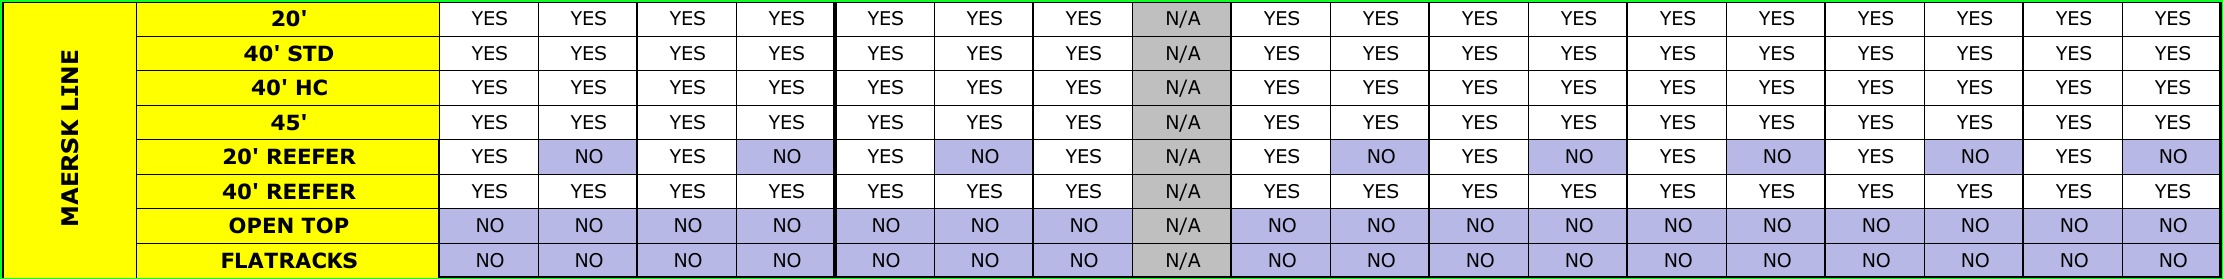 MAERSK LINE
20' YES YES YES YES YES YES YES N/A YES YES YES YES YES YES YES YES YES YES
40' STD YES YES YES YES YES YES YES N/A YES YES YES YES YES YES YES YES YES YES
40' HC YES YES YES YES YES YES YES N/A YES YES YES YES YES YES YES YES YES YES
45' YES YES YES YES YES YES YES N/A YES YES YES YES YES YES YES YES YES YES
20' REEFER YES NO YES NO YES NO YES N/A YES NO YES NO YES NO YES NO YES NO
40' REEFER YES YES YES YES YES YES YES N/A YES YES YES YES YES YES YES YES YES YES
OPEN TOP NO NO NO NO NO NO NO N/A NO NO NO NO NO NO NO NO NO NO
FLATRACKS NO NO NO NO NO NO NO N/A NO NO NO NO NO NO NO NO NO NO